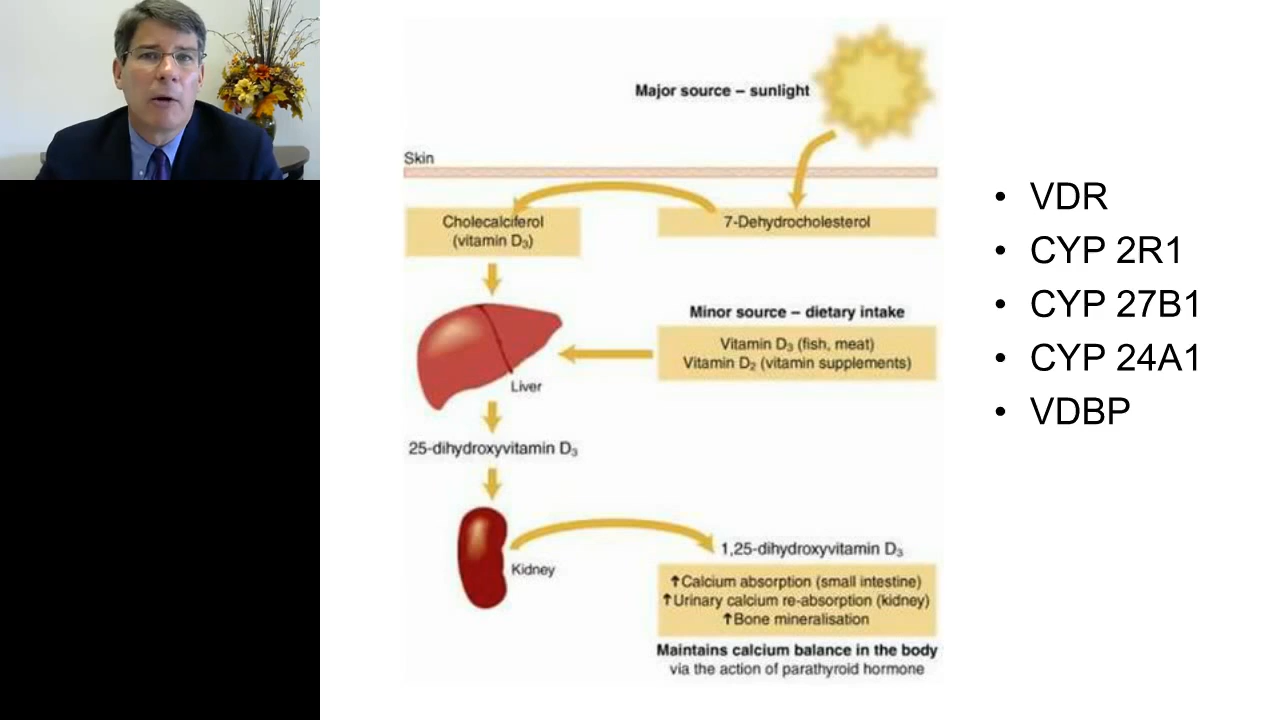 Major source – sunlight
Skin
Cholecalciferol
(vitamin D₃)
7-Dehydrocholesterol
Minor source – dietary intake
Vitamin D₃ (fish, meat)
Vitamin D₂ (vitamin supplements)
Liver
25-dihydroxyvitamin D₃
Kidney
1,25-dihydroxyvitamin D₃
↑Calcium absorption (small intestine)
↑Urinary calcium re-absorption (kidney)
↑Bone mineralisation
Maintains calcium balance in the body
via the action of parathyroid hormone
• VDR
• CYP 2R1
• CYP 27B1
• CYP 24A1
• VDBP